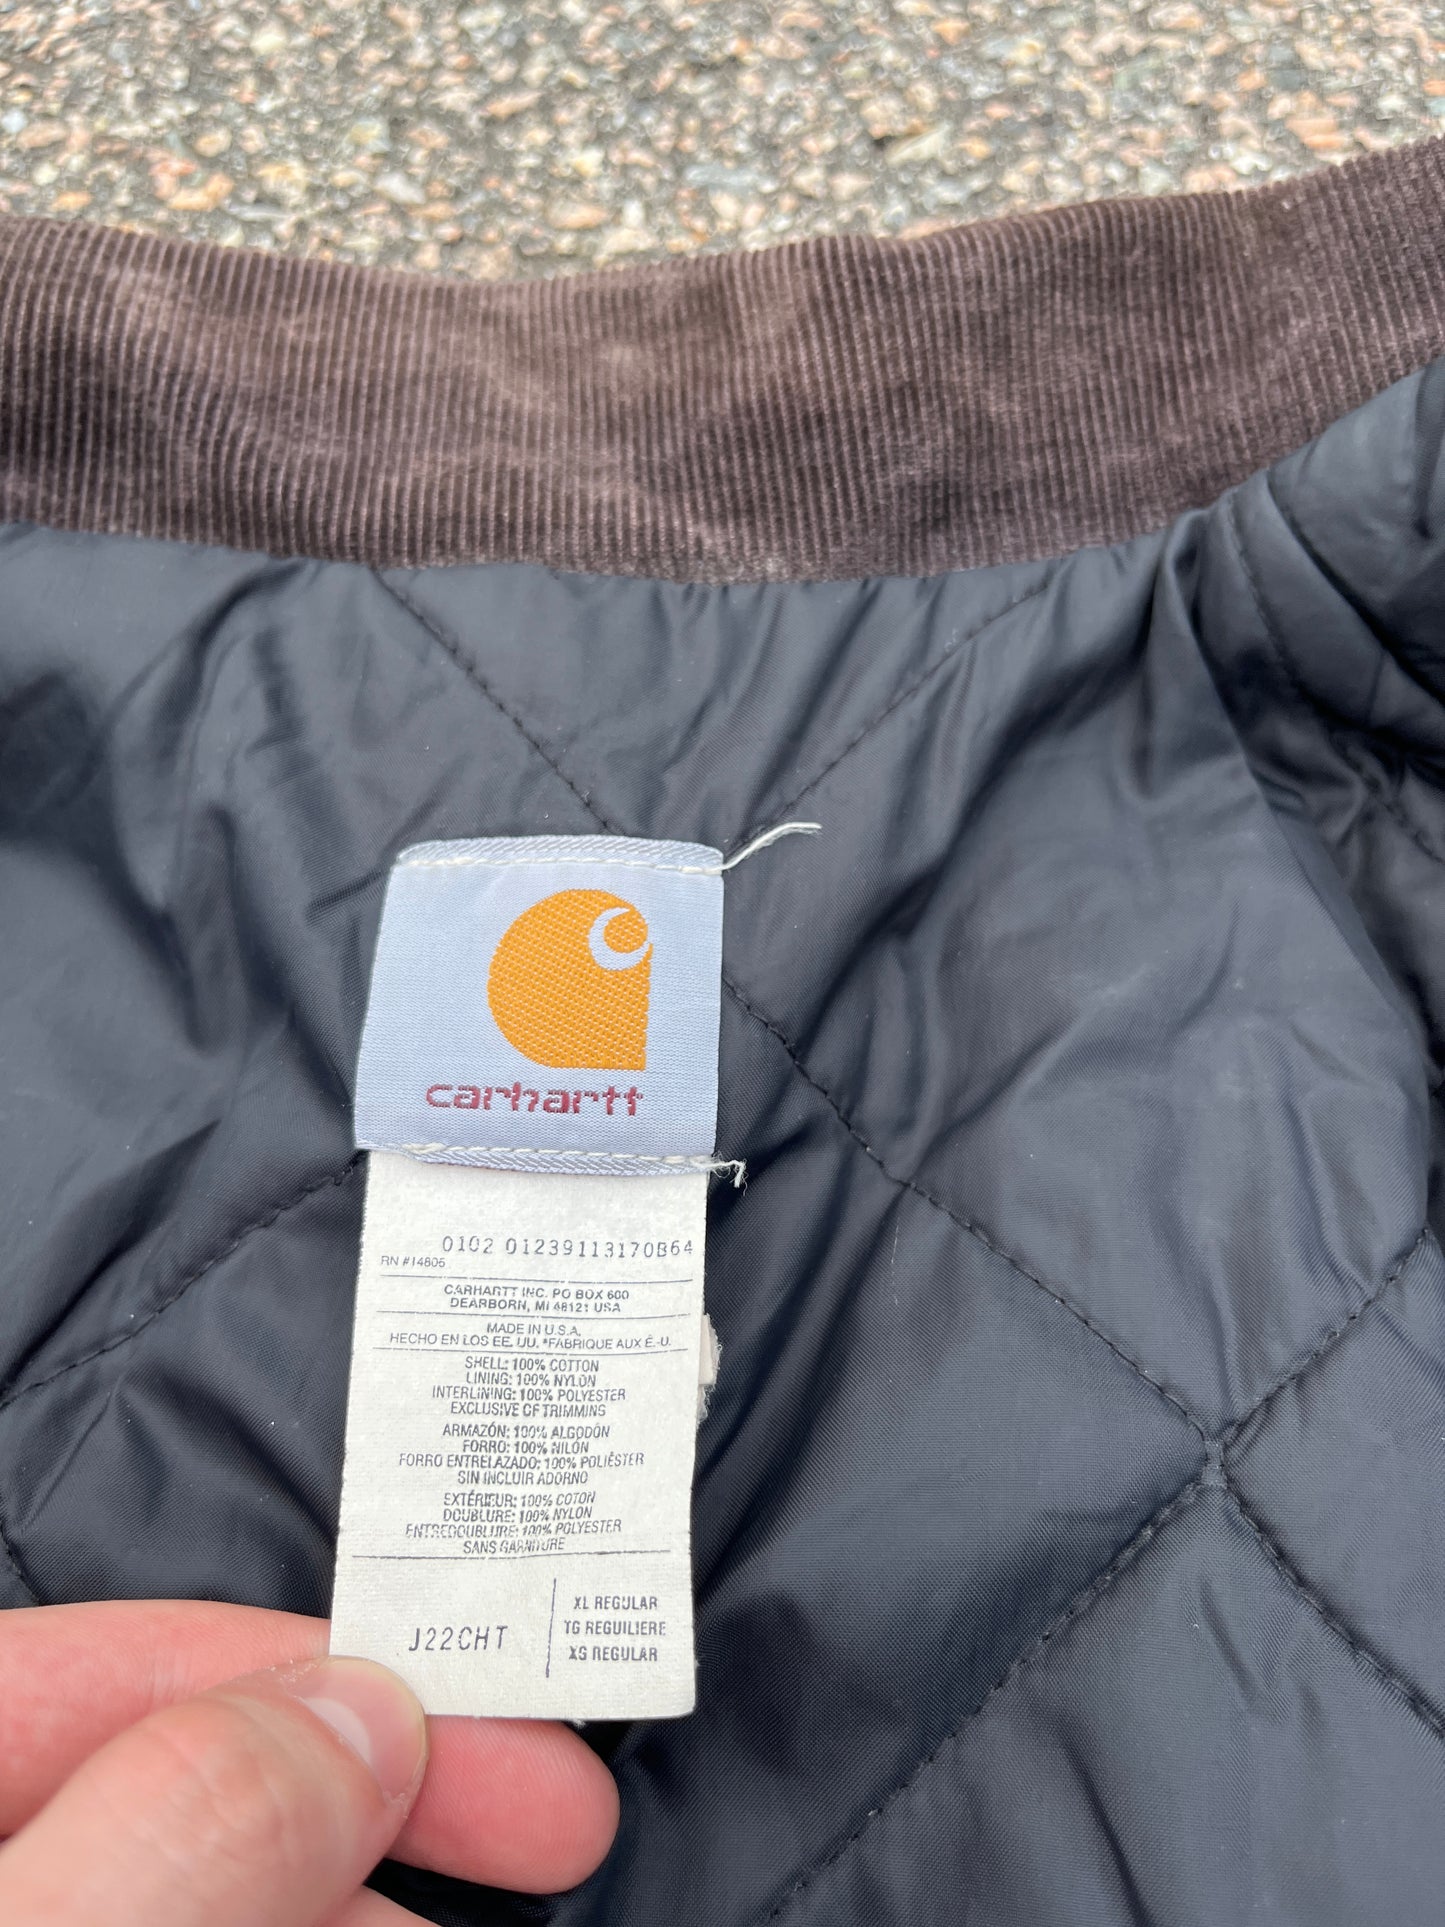 carhartt
0102 01239113170B64
RN #14806
CARHARTT INC. PO BOX 600
DEARBORN, MI 48121 USA
MADE IN U.S.A.
HECHO EN LOS EE. UU. *FABRIQUE AUX É.-U.
SHELL: 100% COTTON
LINING: 100% NYLON
INTERLINING: 100% POLYESTER
EXCLUSIVE OF TRIMMINGS
ARMAZÓN: 100% ALGODÓN
FORRO: 100% NILÓN
FORRO ENTRELAZADO: 100% POLIÉSTER
SIN INCLUIR ADORNO
EXTÉRIEUR: 100% COTON
DOUBLURE: 100% NYLON
ENTREDOUBLURE: 100% POLYESTER
SANS GARNITURE
J22CHT
XL REGULAR
TG REGUILIERE
XG REGULAR